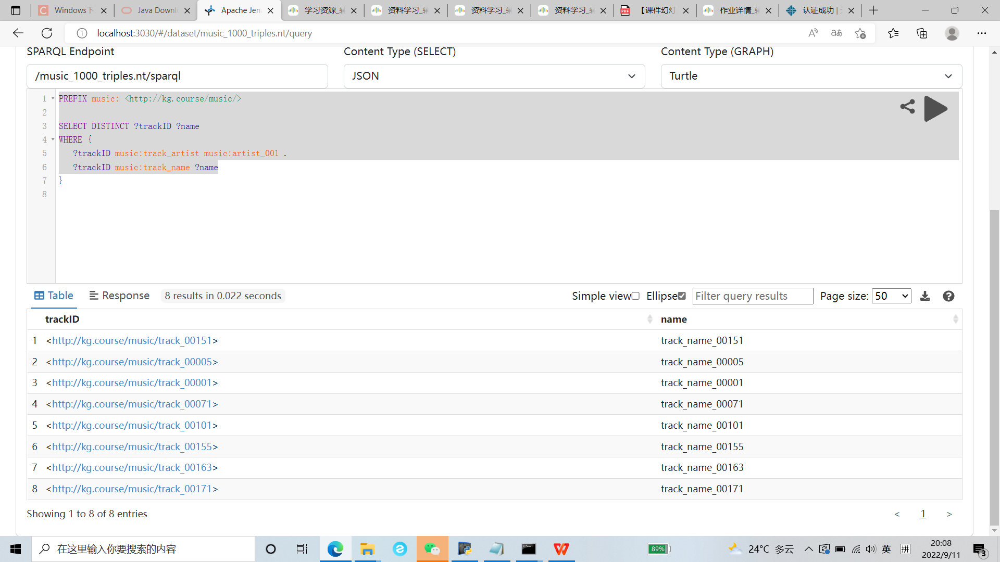 Windows下
Java Downl
Apache Jen
学习资源_
资料学习_
资料学习_
资料学习_
【课件幻灯
作业详情_
认证成功 |
localhost:3030/#/dataset/music_1000_triples.nt/query
SPARQL Endpoint
Content Type (SELECT)
Content Type (GRAPH)
/music_1000_triples.nt/sparql
JSON
Turtle
1 PREFIX music: <http://kg.course/music/>
2
3 SELECT DISTINCT ?trackID ?name
4 WHERE {
5 ?trackID music:track_artist music:artist_001 .
6 ?trackID music:track_name ?name
7 }
8
Table
Response
8 results in 0.022 seconds
Simple view
Ellipse
Filter query results
Page size: 50
trackID name
1 <http://kg.course/music/track_00151> track_name_00151
2 <http://kg.course/music/track_00005> track_name_00005
3 <http://kg.course/music/track_00001> track_name_00001
4 <http://kg.course/music/track_00071> track_name_00071
5 <http://kg.course/music/track_00101> track_name_00101
6 <http://kg.course/music/track_00155> track_name_00155
7 <http://kg.course/music/track_00163> track_name_00163
8 <http://kg.course/music/track_00171> track_name_00171
Showing 1 to 8 of 8 entries
< 1 >
在这里输入你要搜索的内容
89%
24°C 多云
英
拼
20:08
2022/9/11
3